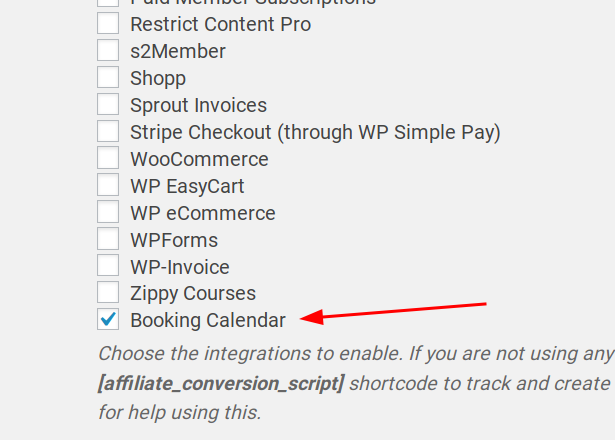 Paid Member Subscriptions
Restrict Content Pro
s2Member
Shopp
Sprout Invoices
Stripe Checkout (through WP Simple Pay)
WooCommerce
WP EasyCart
WP eCommerce
WPForms
WP-Invoice
Zippy Courses
Booking Calendar
Choose the integrations to enable. If you are not using any
[affiliate_conversion_script] shortcode to track and create
for help using this.